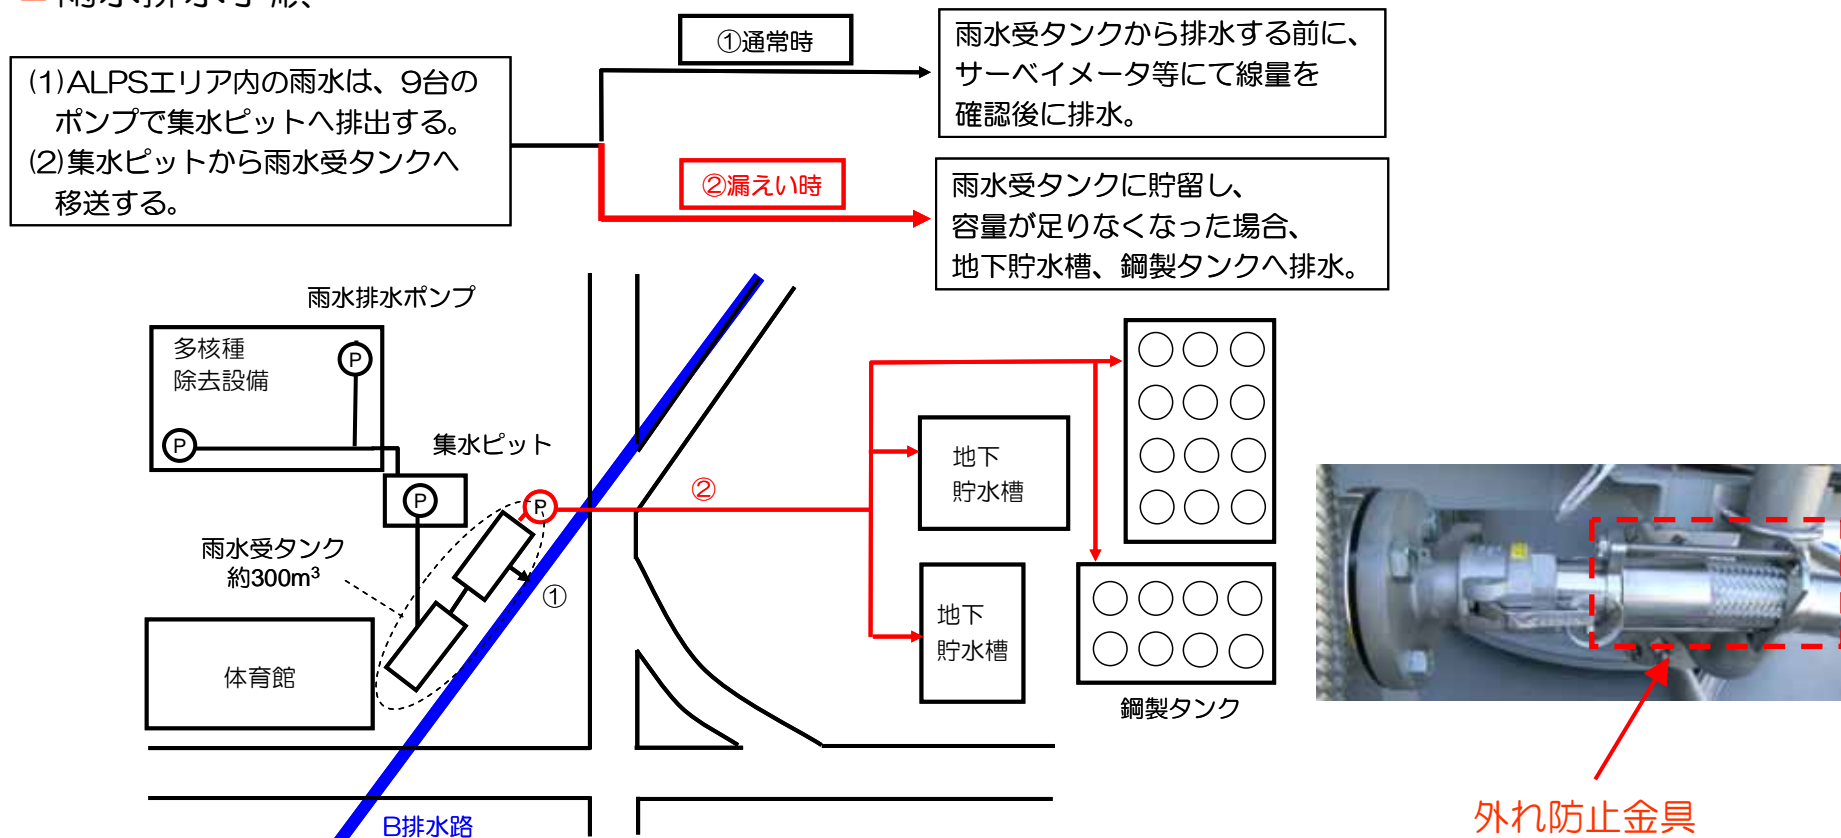 ①通常時
雨水受タンクから排水する前に、
サーベイメータ等にて線量を
確認後に排水。
(1)ALPSエリア内の雨水は、9台の
ポンプで集水ピットへ排出する。
(2)集水ピットから雨水受タンクへ
移送する。
②漏えい時
雨水受タンクに貯留し、
容量が足りなくなった場合、
地下貯水槽、鋼製タンクへ排水。
雨水排水ポンプ
多核種
除去設備
P
P
集水ピット
P
P
②
地下
貯水槽
雨水受タンク
約300m³
①
地下
貯水槽
体育館
鋼製タンク
B排水路
外れ防止金具